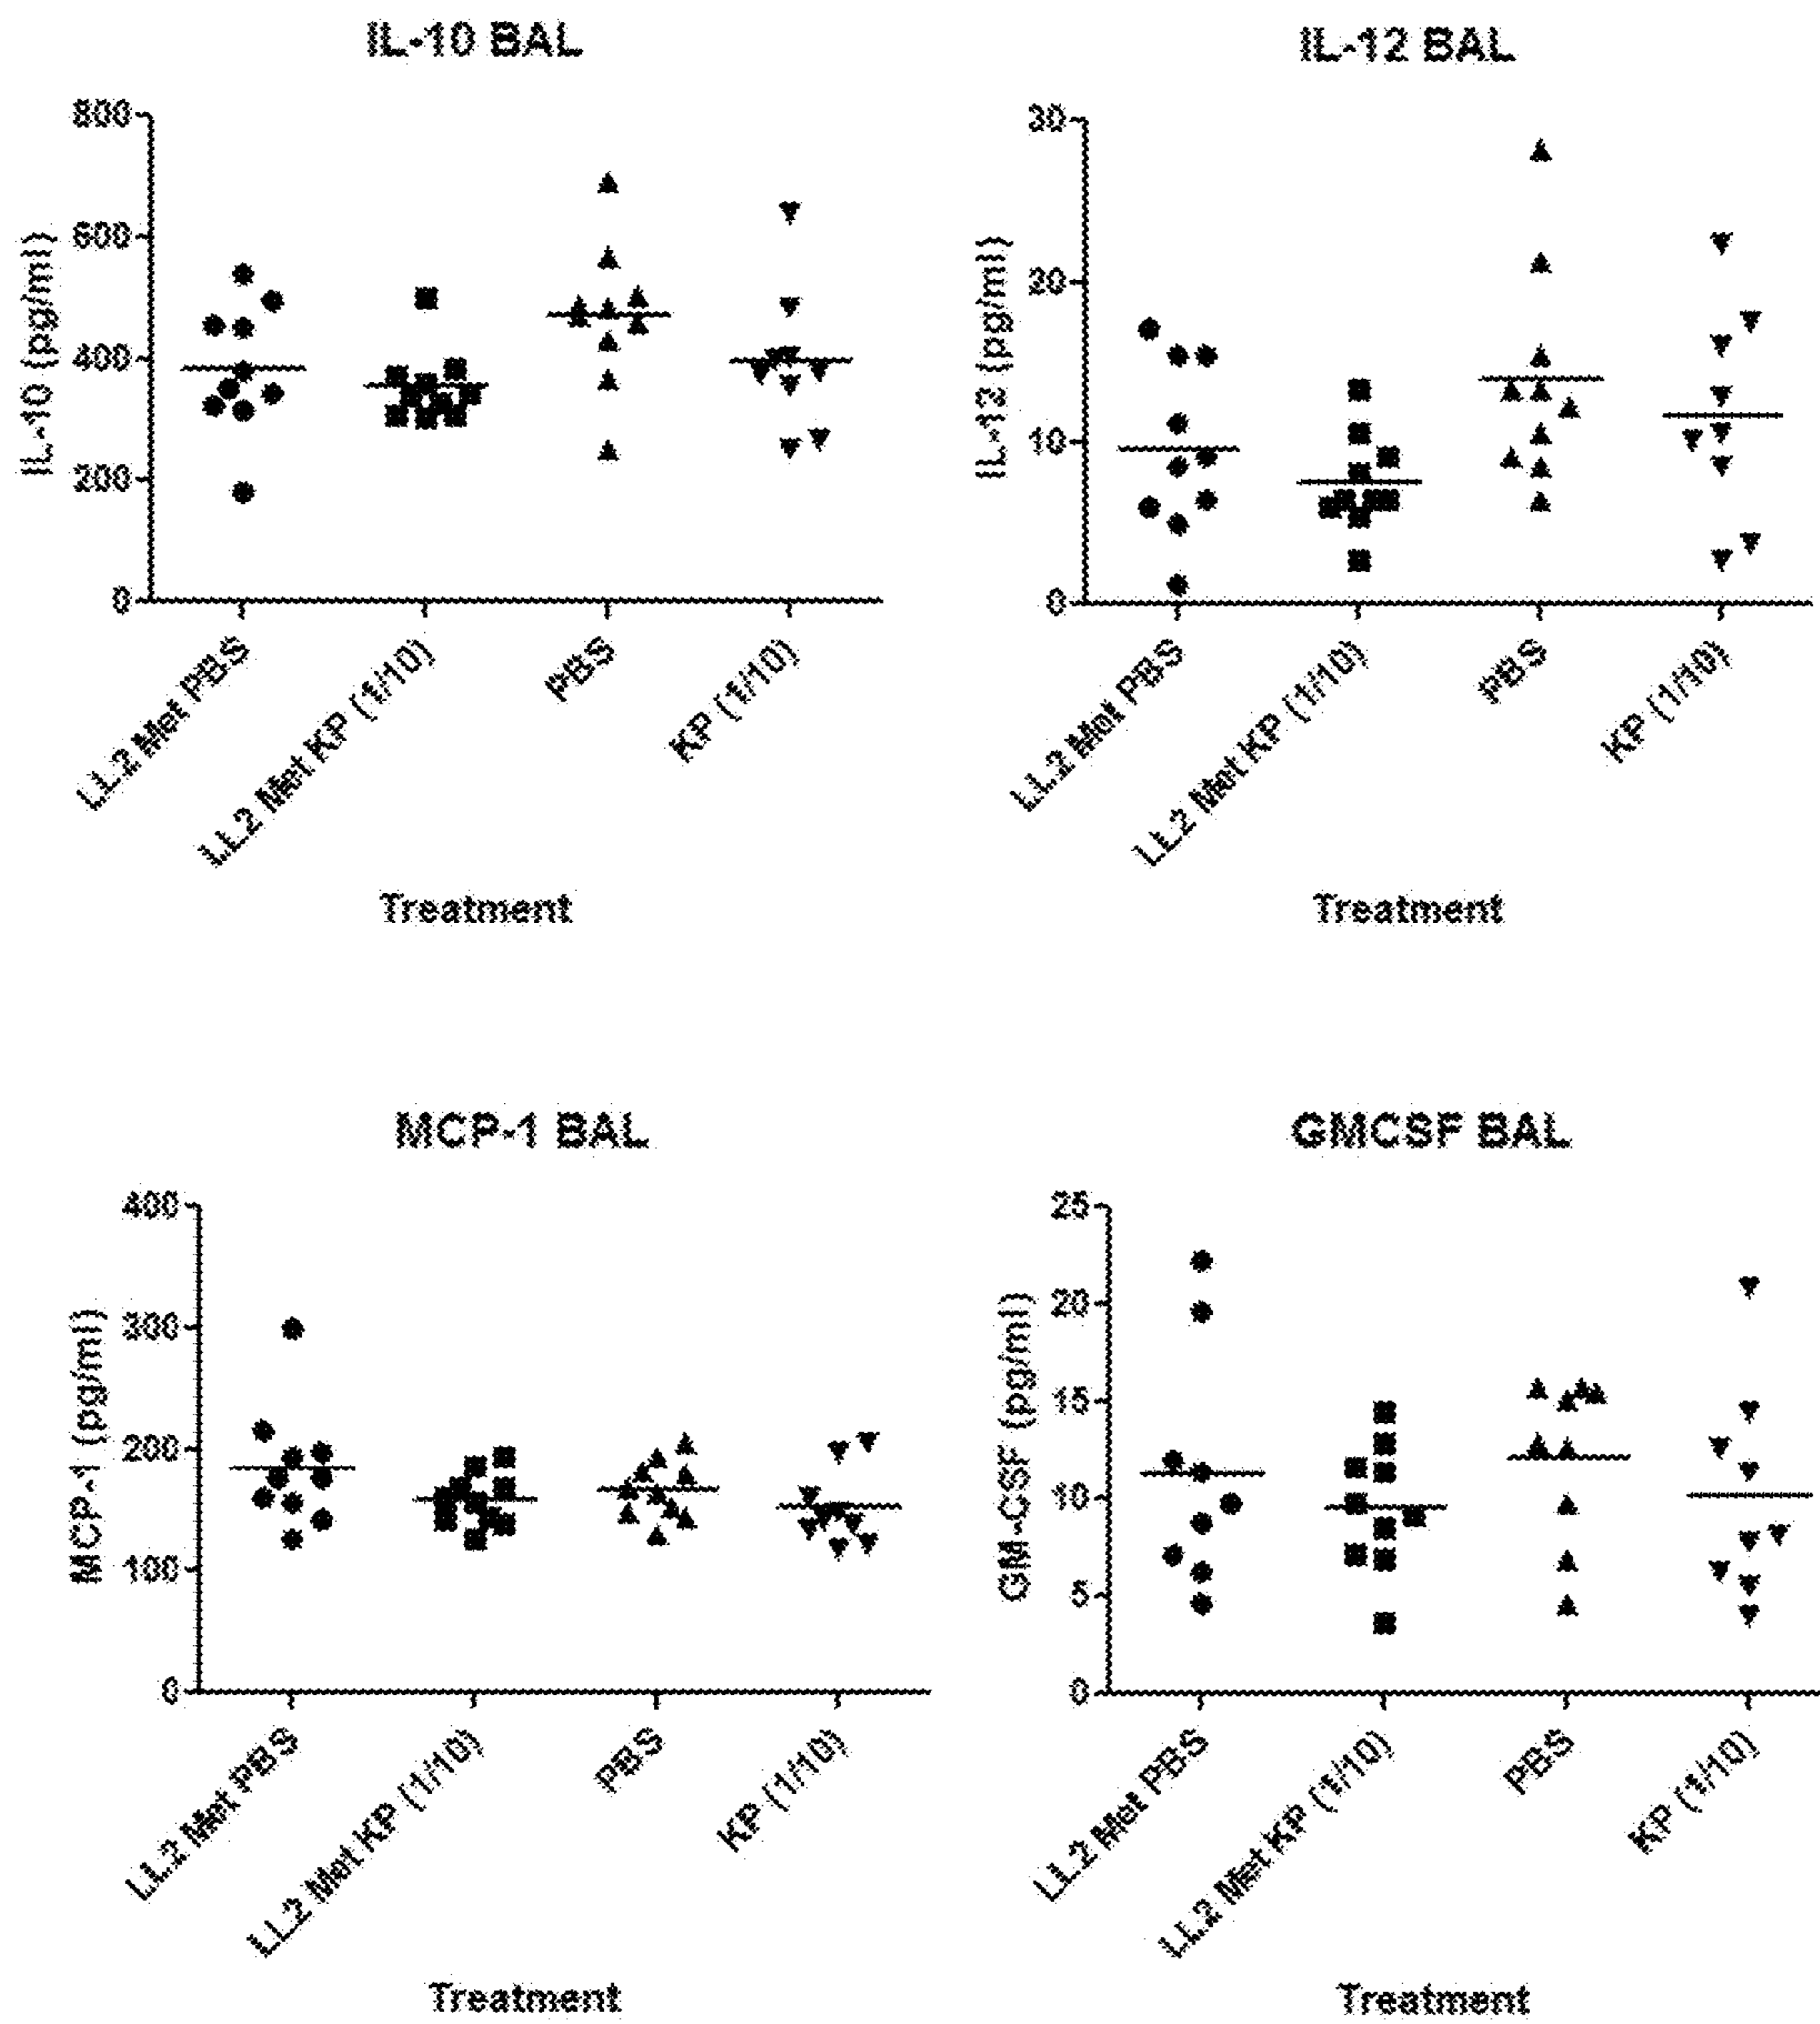 IL-10 BAL
IL-10 (pg/ml)
800
600
400
200
0
LL2 Met PBS
LL2 Met KP (1/10)
PBS
KP (1/10)
Treatment
IL-12 BAL
IL-12 (pg/ml)
30
20
10
0
LL2 Met PBS
LL2 Met KP (1/10)
PBS
KP (1/10)
Treatment
MCP-1 BAL
MCP-1 (pg/ml)
400
300
200
100
0
LL2 Met PBS
LL2 Met KP (1/10)
PBS
KP (1/10)
Treatment
GMCSF BAL
GM-CSF (pg/ml)
25
20
15
10
5
0
LL2 Met PBS
LL2 Met KP (1/10)
PBS
KP (1/10)
Treatment